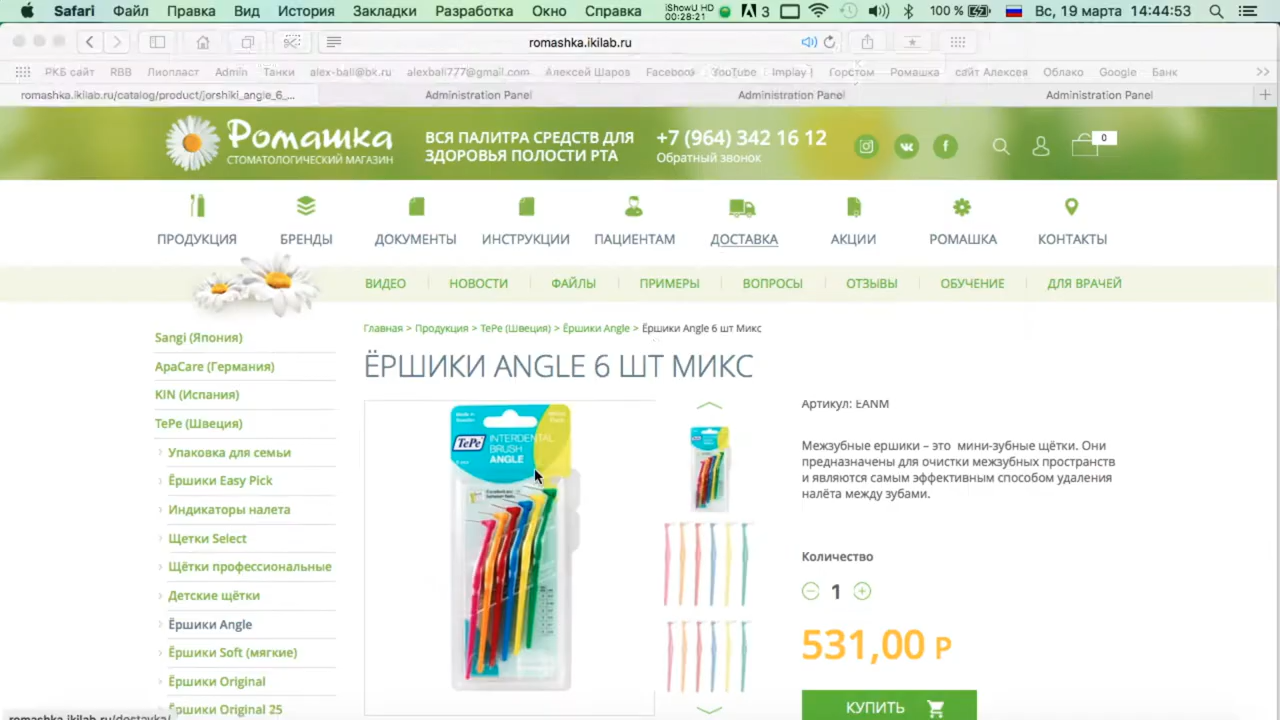 Safari Файл Правка Вид История Закладки Разработка Окно Справка iShowU HD 00:28:21 3 100 % Вс, 19 марта 14:44:53
romashka.ikilab.ru
РКБ сайт RBB Лиопласт Admin Танки alex-ball@bk.ru alexball777@gmail.com Алексей Шаров Facebook YouTube Implay Горстом Ромашка сайт Алексея Облако Google Банк
romashka.ikilab.ru/catalog/product/jorshiki_angle_6_... Administration Panel Administration Panel Administration Panel
Ромашка
СТОМАТОЛОГИЧЕСКИЙ МАГАЗИН
ВСЯ ПАЛИТРА СРЕДСТВ ДЛЯ
ЗДОРОВЬЯ ПОЛОСТИ РТА
+7 (964) 342 16 12
Обратный звонок
0
ПРОДУКЦИЯ БРЕНДЫ ДОКУМЕНТЫ ИНСТРУКЦИИ ПАЦИЕНТАМ ДОСТАВКА АКЦИИ РОМАШКА КОНТАКТЫ
ВИДЕО НОВОСТИ ФАЙЛЫ ПРИМЕРЫ ВОПРОСЫ ОТЗЫВЫ ОБУЧЕНИЕ ДЛЯ ВРАЧЕЙ
Sangi (Япония)
ApaCare (Германия)
KIN (Испания)
TePe (Швеция)
Упаковка для семьи
Ёршики Easy Pick
Индикаторы налета
Щетки Select
Щётки профессиональные
Детские щётки
Ёршики Angle
Ёршики Soft (мягкие)
Ёршики Original
Ёршики Original 25
Главная > Продукция > TePe (Швеция) > Ёршики Angle > Ёршики Angle 6 шт Микс
ЁРШИКИ ANGLE 6 ШТ МИКС
TePe
INTERDENTAL
BRUSH
ANGLE
Артикул: EANM
Межзубные ершики – это мини-зубные щётки. Они
предназначены для очистки межзубных пространств
и являются самым эффективным способом удаления
налёта между зубами.
Количество
1
531,00 Р
КУПИТЬ
romashka.ikilab.ru/dostavka/